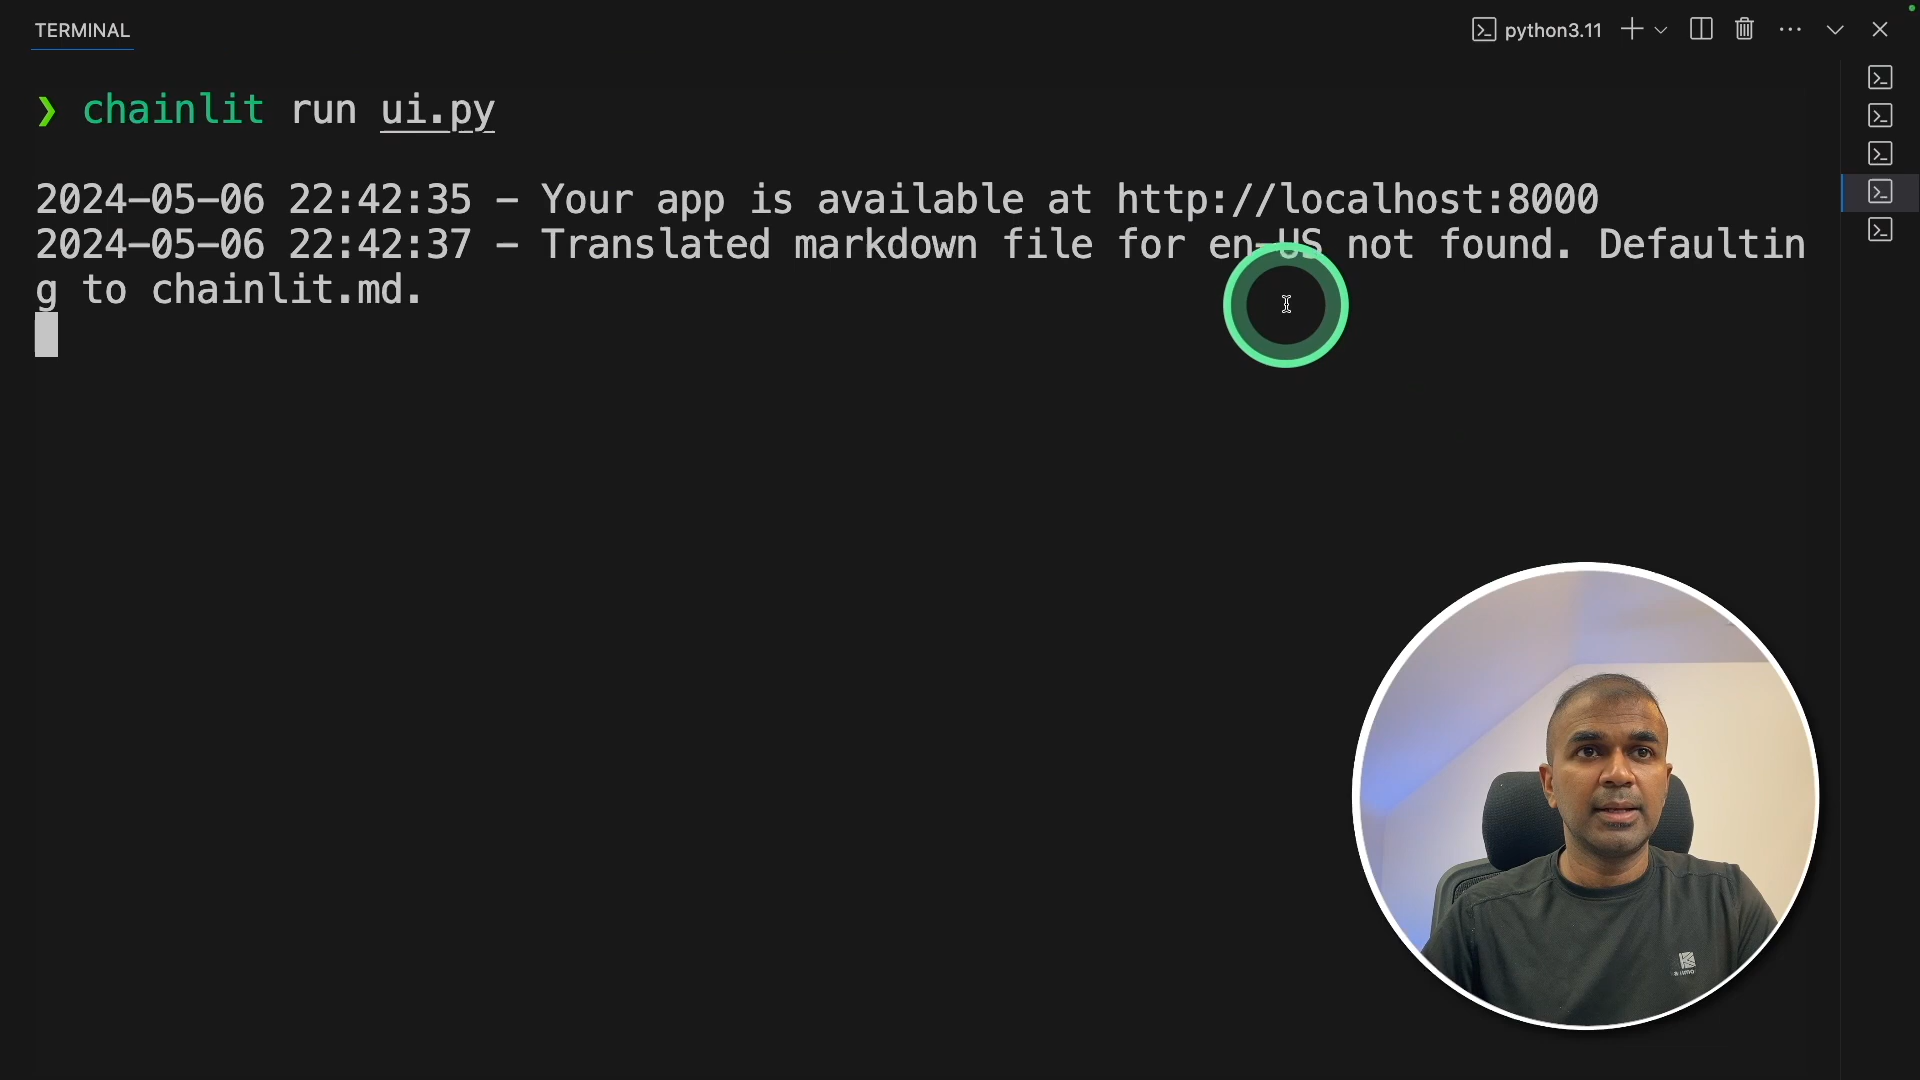 TERMINAL
python3.11
❯ chainlit run ui.py
2024-05-06 22:42:35 - Your app is available at http://localhost:8000
2024-05-06 22:42:37 - Translated markdown file for en-US not found. Defaultin
g to chainlit.md.